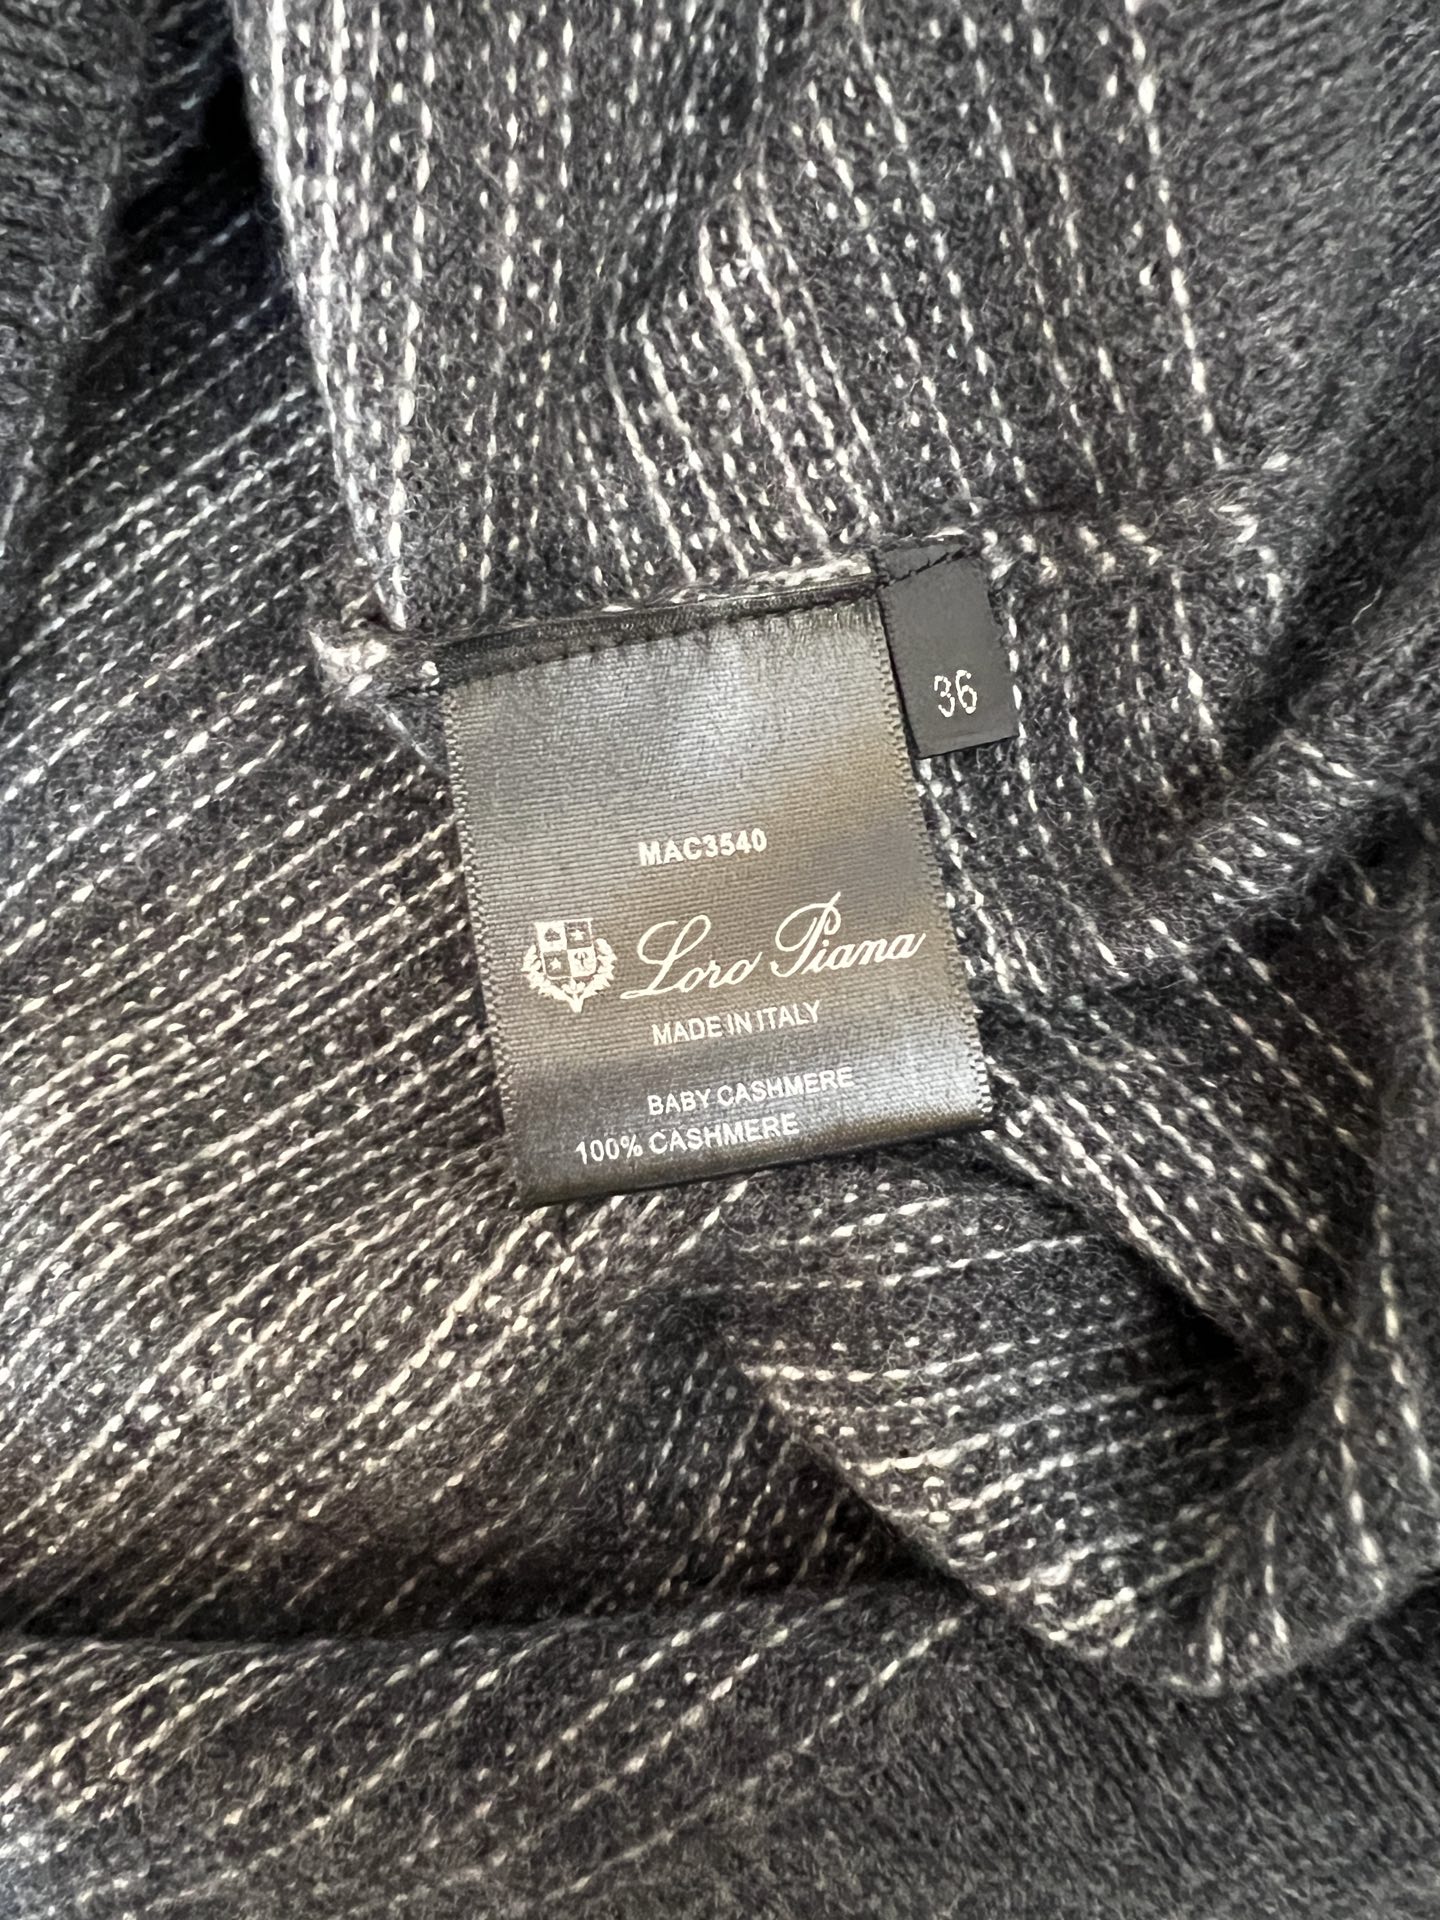 36
MAC3540
Loro Piana
MADE IN ITALY
BABY CASHMERE
100% CASHMERE